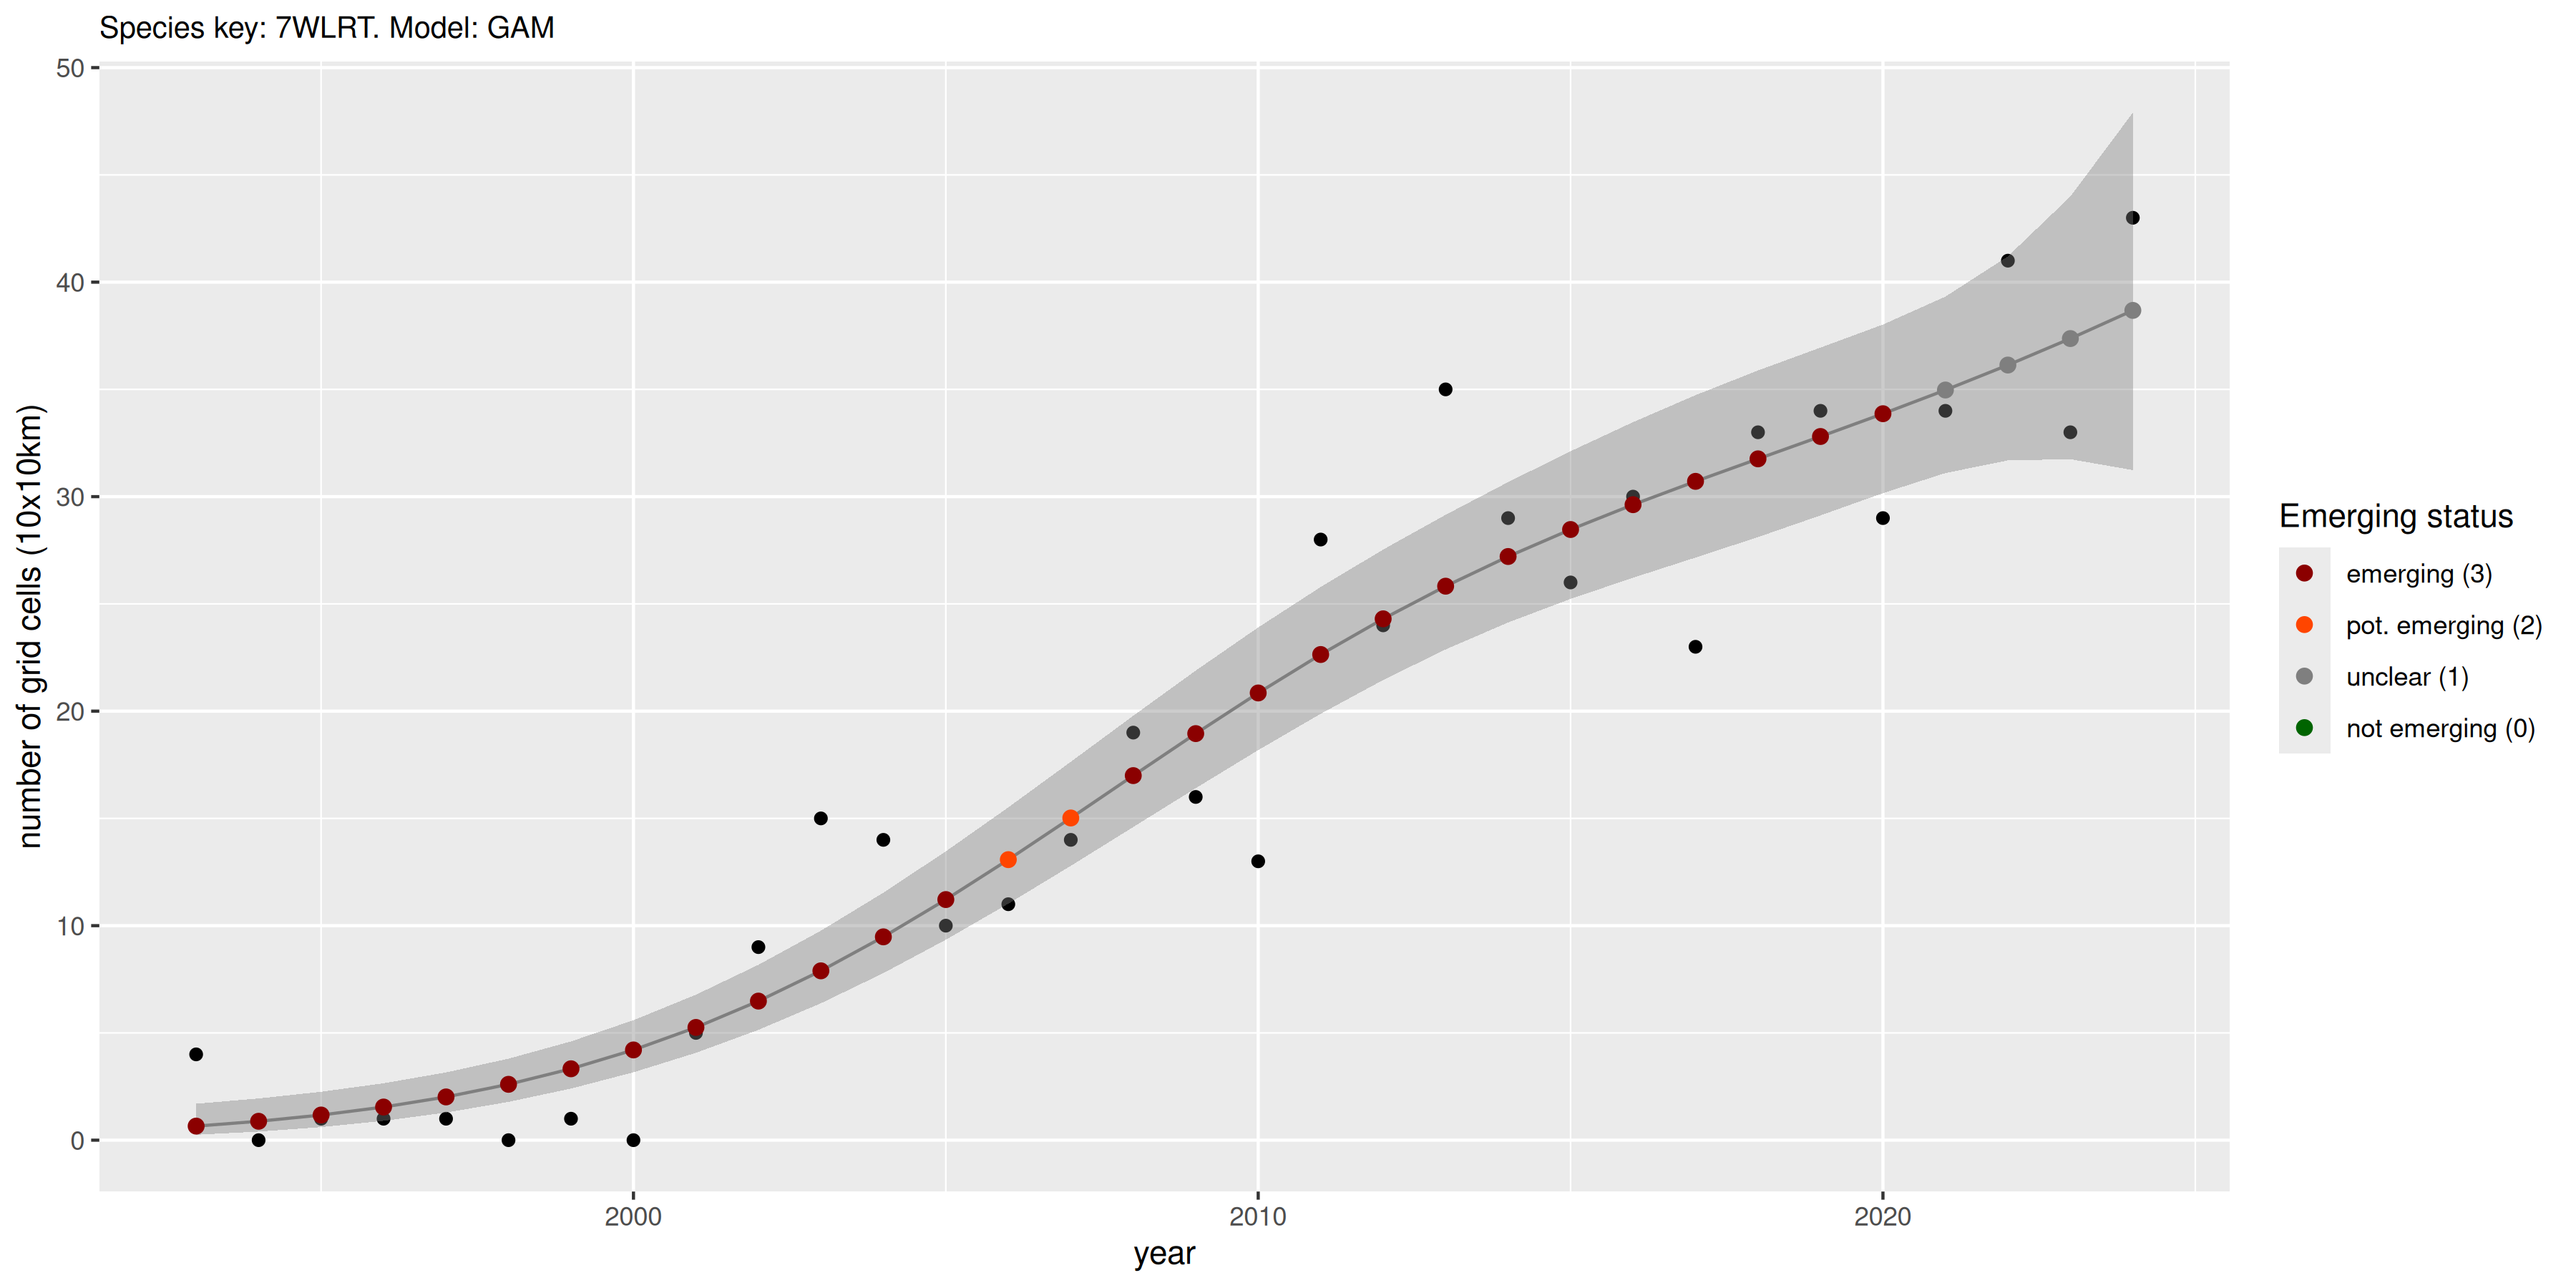 Species key: 7WLRT. Model: GAM
50
40
30
20
10
0
number of grid cells (10x10km)
2000
2010
2020
year
Emerging status
emerging (3)
pot. emerging (2)
unclear (1)
not emerging (0)